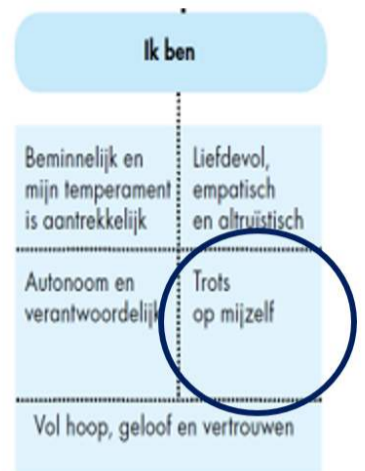 Ik ben
Beminnelijk en
mijn temperament
is aantrekkelijk
Liefdevol,
empatisch
en altruïstisch
Autonoom en
verantwoordelijk
Trots
op mijzelf
Vol hoop, geloof en vertrouwen